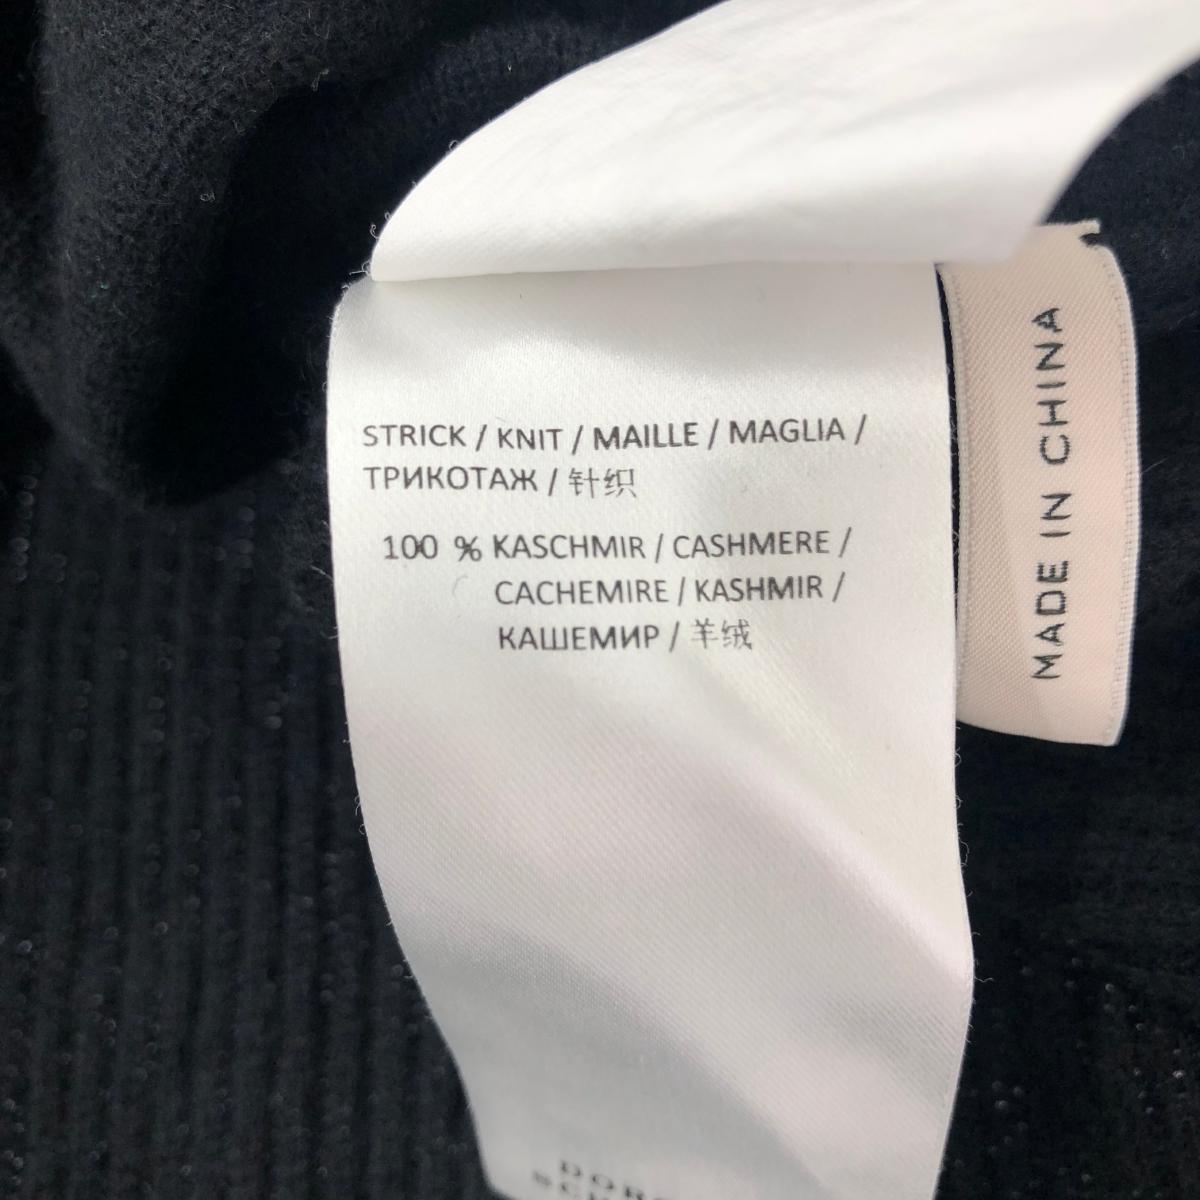 STRICK / KNIT / MAILLE / MAGLIA /
ТРИКОТАЖ / 针织
100 % KASCHMIR / CASHMERE /
CACHEMIRE / KASHMIR /
КАШЕМИР / 羊绒
MADE IN CHINA